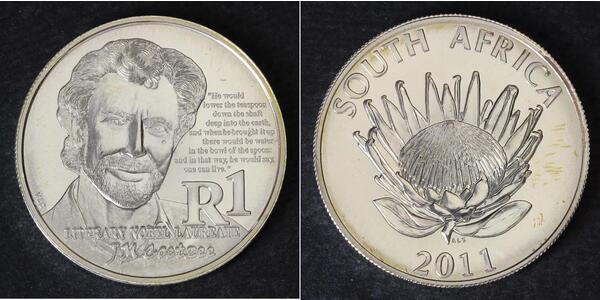 "He would
lower the teaspoon
down the shaft
deep into the earth,
and when he brought it up
there would be water
in the bowl of the spoon:
and in that way, he would say,
one can live."
R1
LITERARY NOBEL LAUREATE
J M Coetzee
SOUTH AFRICA
ALS
2011